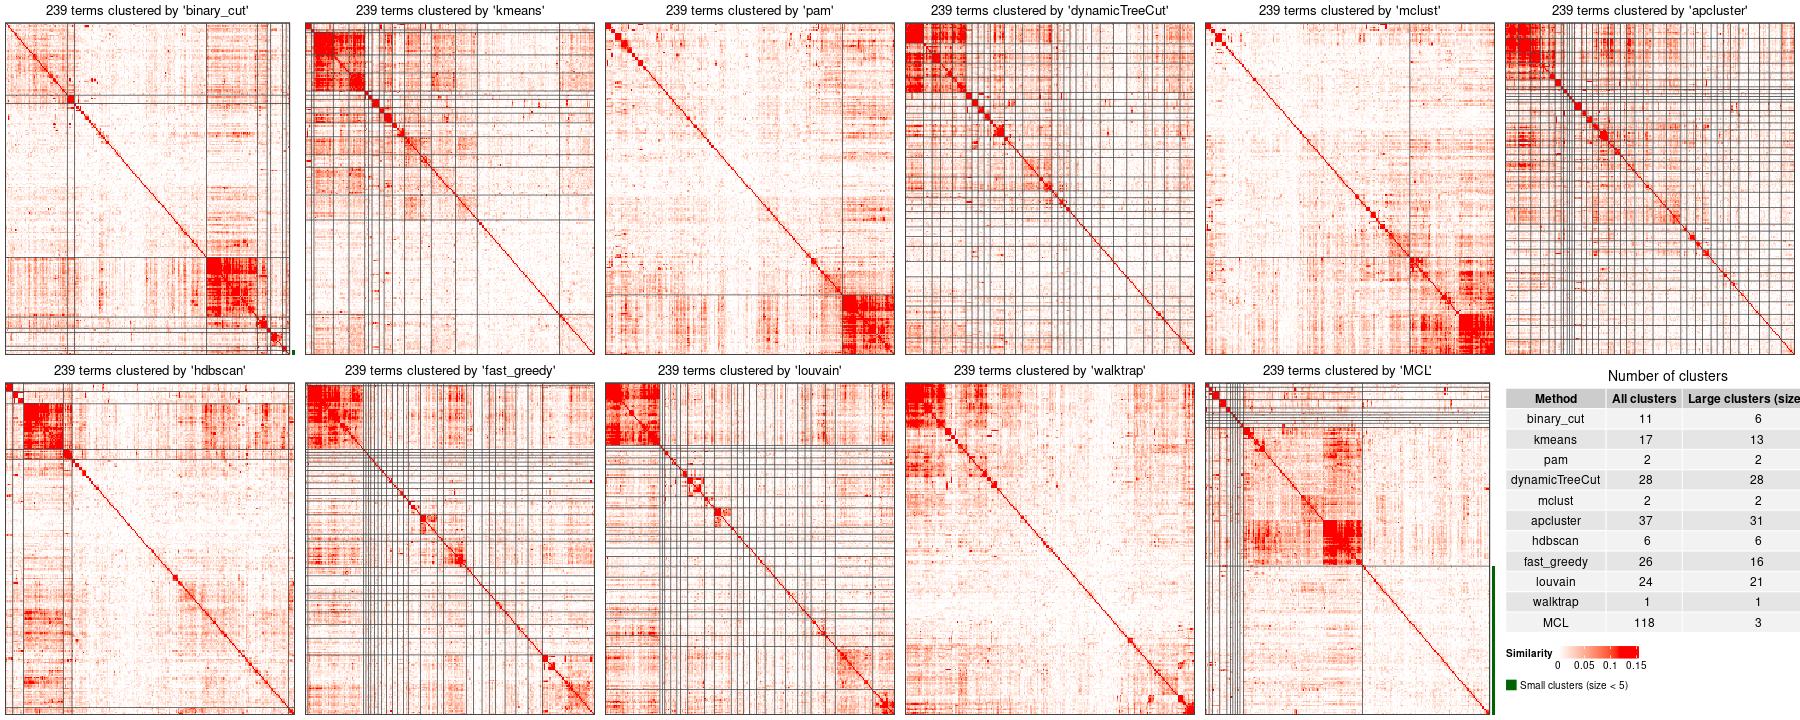 239 terms clustered by 'binary_cut'
239 terms clustered by 'kmeans'
239 terms clustered by 'pam'
239 terms clustered by 'dynamicTreeCut'
239 terms clustered by 'mclust'
239 terms clustered by 'apcluster'
239 terms clustered by 'hdbscan'
239 terms clustered by 'fast_greedy'
239 terms clustered by 'louvain'
239 terms clustered by 'walktrap'
239 terms clustered by 'MCL'
Number of clusters
Method All clusters Large clusters (size
binary_cut 11 6
kmeans 17 13
pam 2 2
dynamicTreeCut 28 28
mclust 2 2
apcluster 37 31
hdbscan 6 6
fast_greedy 26 16
louvain 24 21
walktrap 1 1
MCL 118 3
Similarity
0 0.05 0.1 0.15
Small clusters (size < 5)